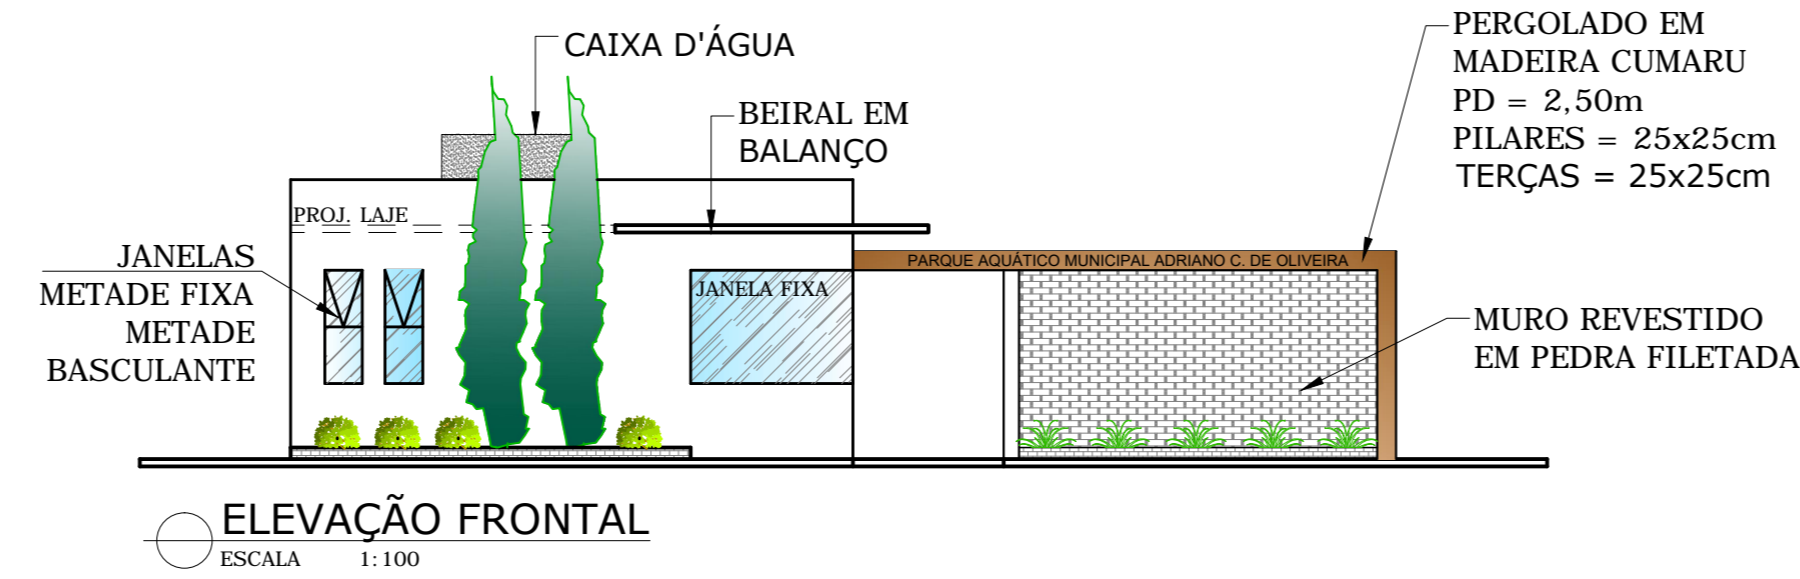 CAIXA D'ÁGUA
BEIRAL EM
BALANÇO
PERGOLADO EM
MADEIRA CUMARU
PD = 2,50m
PILARES = 25x25cm
TERÇAS = 25x25cm
PROJ. LAJE
JANELAS
METADE FIXA
METADE
BASCULANTE
JANELA FIXA
PARQUE AQUÁTICO MUNICIPAL ADRIANO C. DE OLIVEIRA
MURO REVESTIDO
EM PEDRA FILETADA
ELEVAÇÃO FRONTAL
ESCALA 1:100